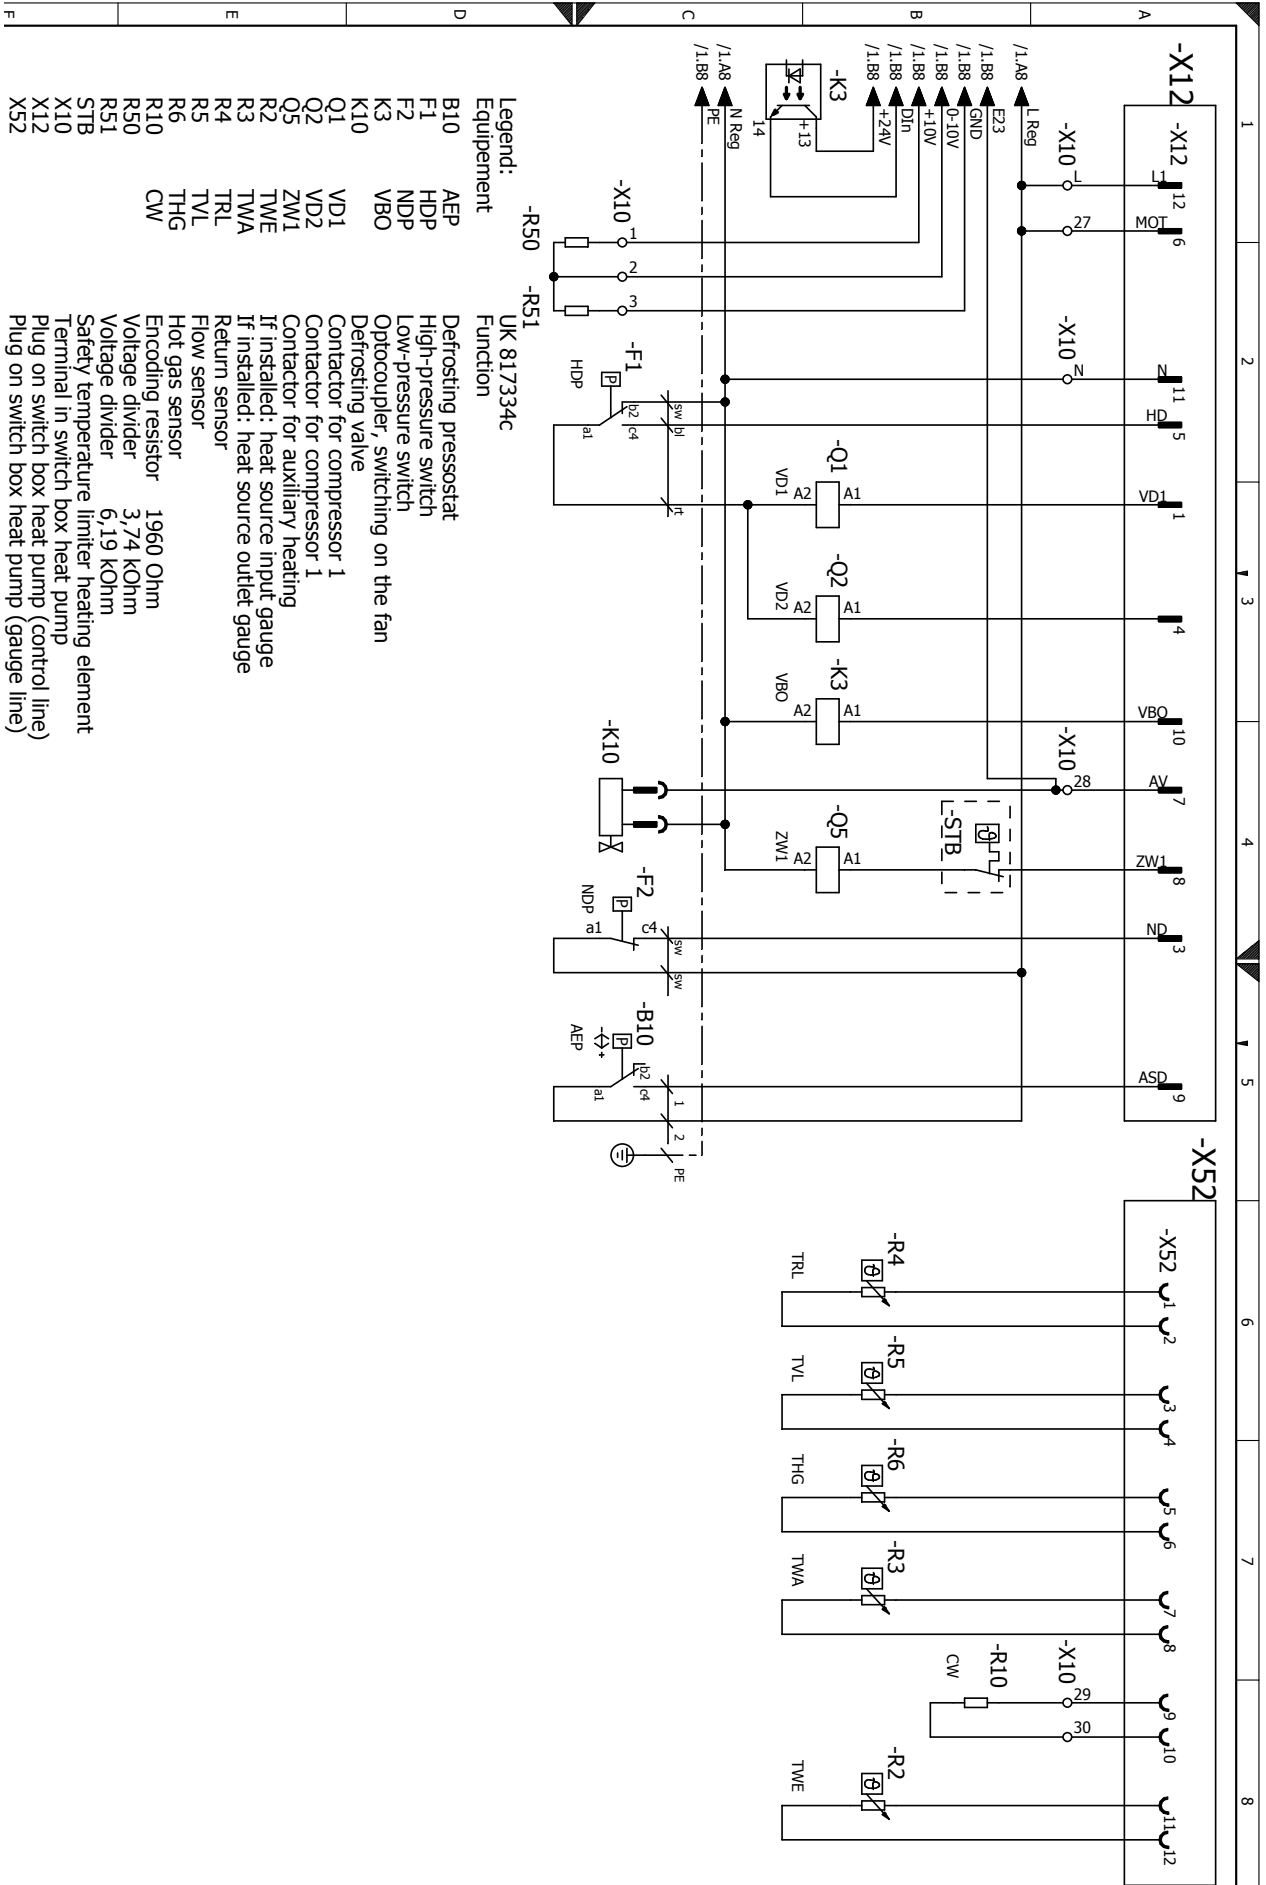 1 2 3 4 5 6 7 8
A
B
C
D
E
F
-X12
-X52
-X12
L1 12
MOT 6
N 11
HD 5
VD1 1
4
VBO 10
AV 7
ZW1 8
ND 3
ASD 9
-X52
1 2 3 4 5 6 7 8 9 10 11 12
-X10 L 27
-X10 N
-X10 28
-X10 29 30
/1.A8 L Reg
/1.B8 E23
/1.B8 GND
/1.B8 0-10V
/1.B8 +10V
/1.B8 DIn
/1.B8 +24V
-K3
+13
14
/1.A8 N Reg
/1.B8 PE
-X10 1 2 3
-R50 -R51
-Q1 A1 A2 VD1
-Q2 A1 A2 VD2
-K3 A1 A2 VBO
-Q5 A1 A2 ZW1
-STB
-K10
-F1 P HDP b2 c4 a1 sw bl rt
-F2 P NDP c4 a1 sw sw
-B10 P AEP - + b2 c4 a1 1 2 PE
-R4 TRL
-R5 TVL
-R6 THG
-R3 TWA
-R10 CW
-R2 TWE
Legend: UK 817334c
Equipement Function
B10 AEP Defrosting pressostat
F1 HDP High-pressure switch
F2 NDP Low-pressure switch
K3 VBO Optocoupler, switching on the fan
K10 Defrosting valve
Q1 VD1 Contactor for compressor 1
Q2 VD2 Contactor for compressor 1
Q5 ZW1 Contactor for auxiliary heating
R2 TWE If installed: heat source input gauge
R3 TWA If installed: heat source outlet gauge
R4 TRL Return sensor
R5 TVL Flow sensor
R6 THG Hot gas sensor
R10 CW Encoding resistor 1960 Ohm
R50 Voltage divider 3,74 kOhm
R51 Voltage divider 6,19 kOhm
STB Safety temperature limiter heating element
X10 Terminal in switch box heat pump
X12 Plug on switch box heat pump (control line)
X52 Plug on switch box heat pump (gauge line)